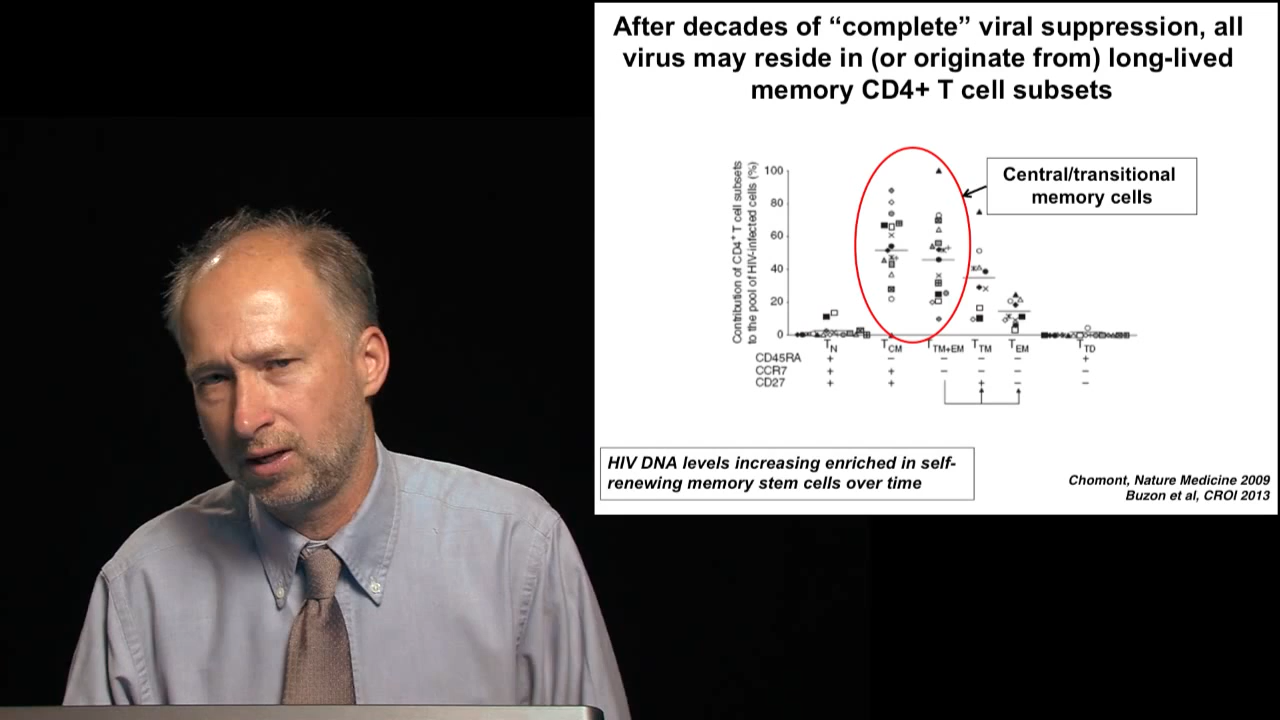 After decades of “complete” viral suppression, all
virus may reside in (or originate from) long-lived
memory CD4+ T cell subsets
Contribution of CD4+ T cell subsets
to the pool of HIV-infected cells (%)
100
80
60
40
20
0
Central/transitional
memory cells
TN TCM TTM+EM TTM TEM TTD
CD45RA + − − − − +
CCR7 + + − − − −
CD27 + + − + − −
HIV DNA levels increasing enriched in self-
renewing memory stem cells over time
Chomont, Nature Medicine 2009
Buzon et al, CROI 2013